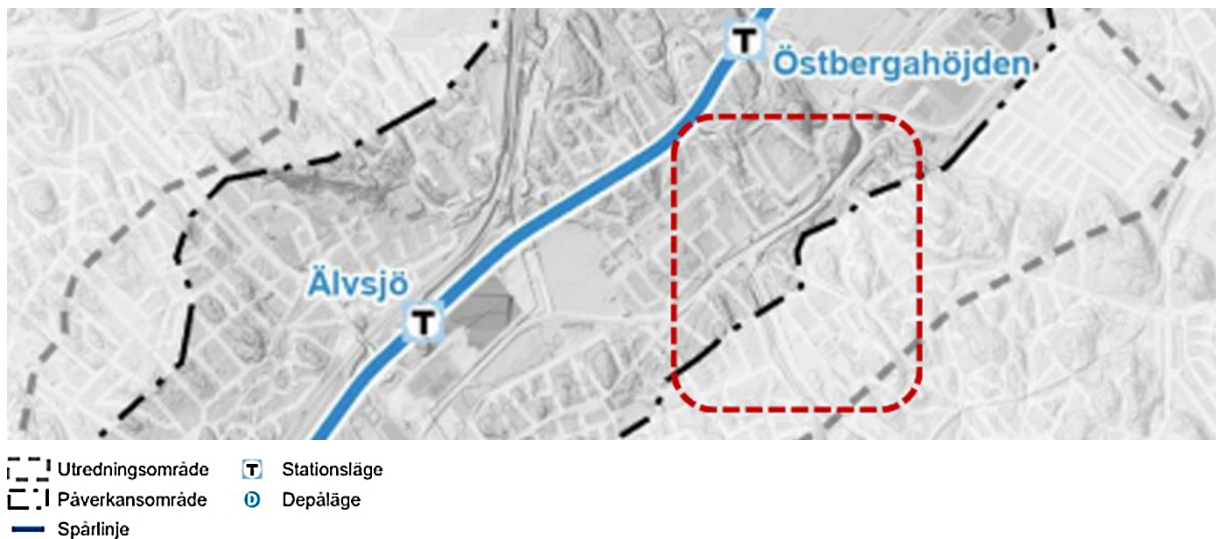 T
Östbergahöjden
Älvsjö
T
Utredningsområde
T Stationsläge
Påverkansområde
D Depåläge
Spårlinje